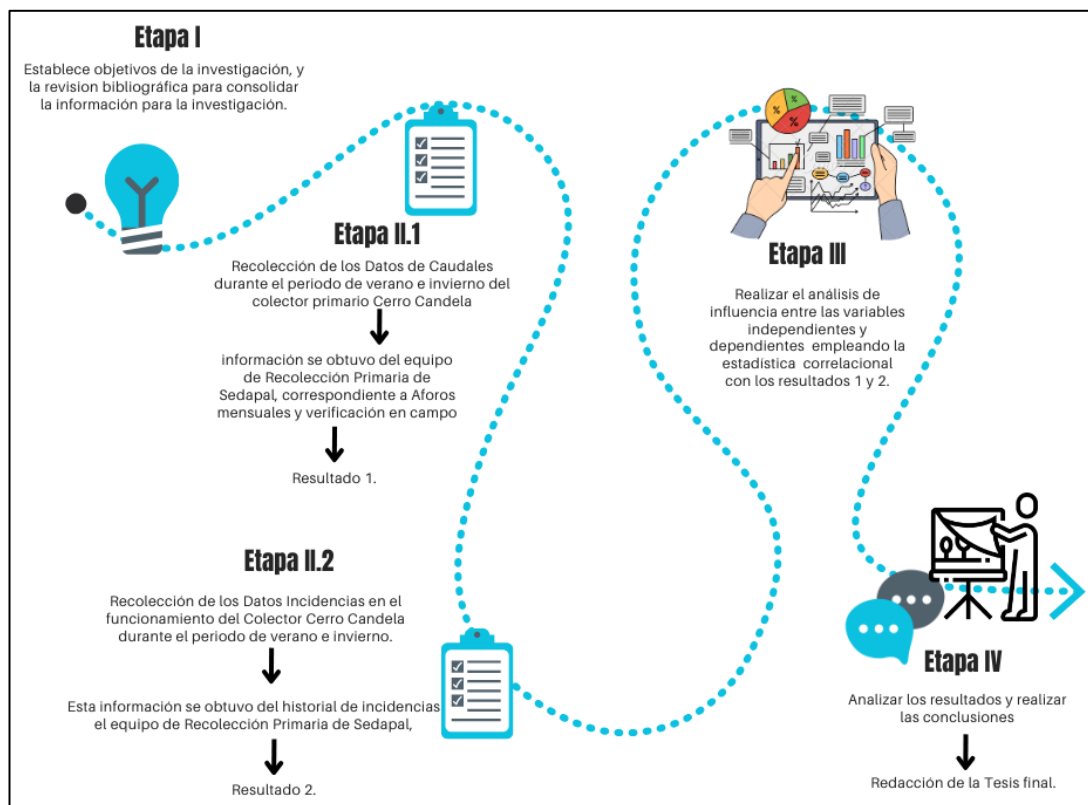 Etapa I
Establece objetivos de la investigación, y
la revision bibliográfica para consolidar
la información para la investigación.
Etapa II.1
Recolección de los Datos de Caudales
durante el periodo de verano e invierno del
colector primario Cerro Candela
información se obtuvo del equipo
de Recolección Primaria de
Sedapal, correspondiente a Aforos
mensuales y verificación en campo
Resultado 1.
Etapa II.2
Recolección de los Datos Incidencias en el
funcionamiento del Colector Cerro Candela
durante el periodo de verano e invierno.
Esta información se obtuvo del historial de incidencias
el equipo de Recolección Primaria de Sedapal,
Resultado 2.
% % %
Etapa III
Realizar el análisis de
influencia entre las variables
independientes y
dependientes empleando la
estadística correlacional
con los resultados 1 y 2.
Etapa IV
Analizar los resultados y realizar
las conclusiones
Redacción de la Tesis final.